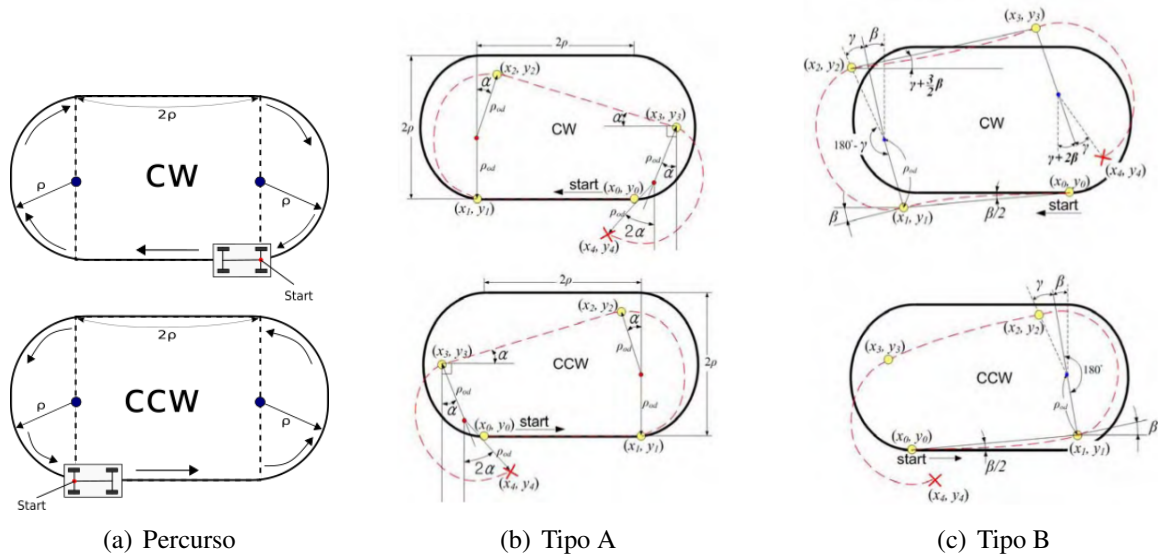 2ρ
ρ
CW
ρ
Start
2ρ
ρ
CCW
ρ
Start
(a) Percurso
2ρ
(x2, y2)
α
2ρ
ρod
CW
α
(x3, y3)
ρod
start
(x0, y0)
ρod
α
(x1, y1)
ρod
2α
(x4, y4)
2ρ
(x2, y2)
α
(x3, y3)
α
ρod
CCW
2ρ
ρod
α
ρod
(x0, y0)
start
(x1, y1)
2α
(x4, y4)
(b) Tipo A
(x3, y3)
γ
β
(x2, y2)
γ+3/2β
CW
180°- γ
γ
γ+2β
ρod
(x4, y4)
(x0, y0)
β
(x1, y1)
β/2
start
γ
β
(x2, y2)
(x3, y3)
CCW
180°
ρod
(x0, y0)
β
start
β/2
(x1, y1)
(x4, y4)
(c) Tipo B